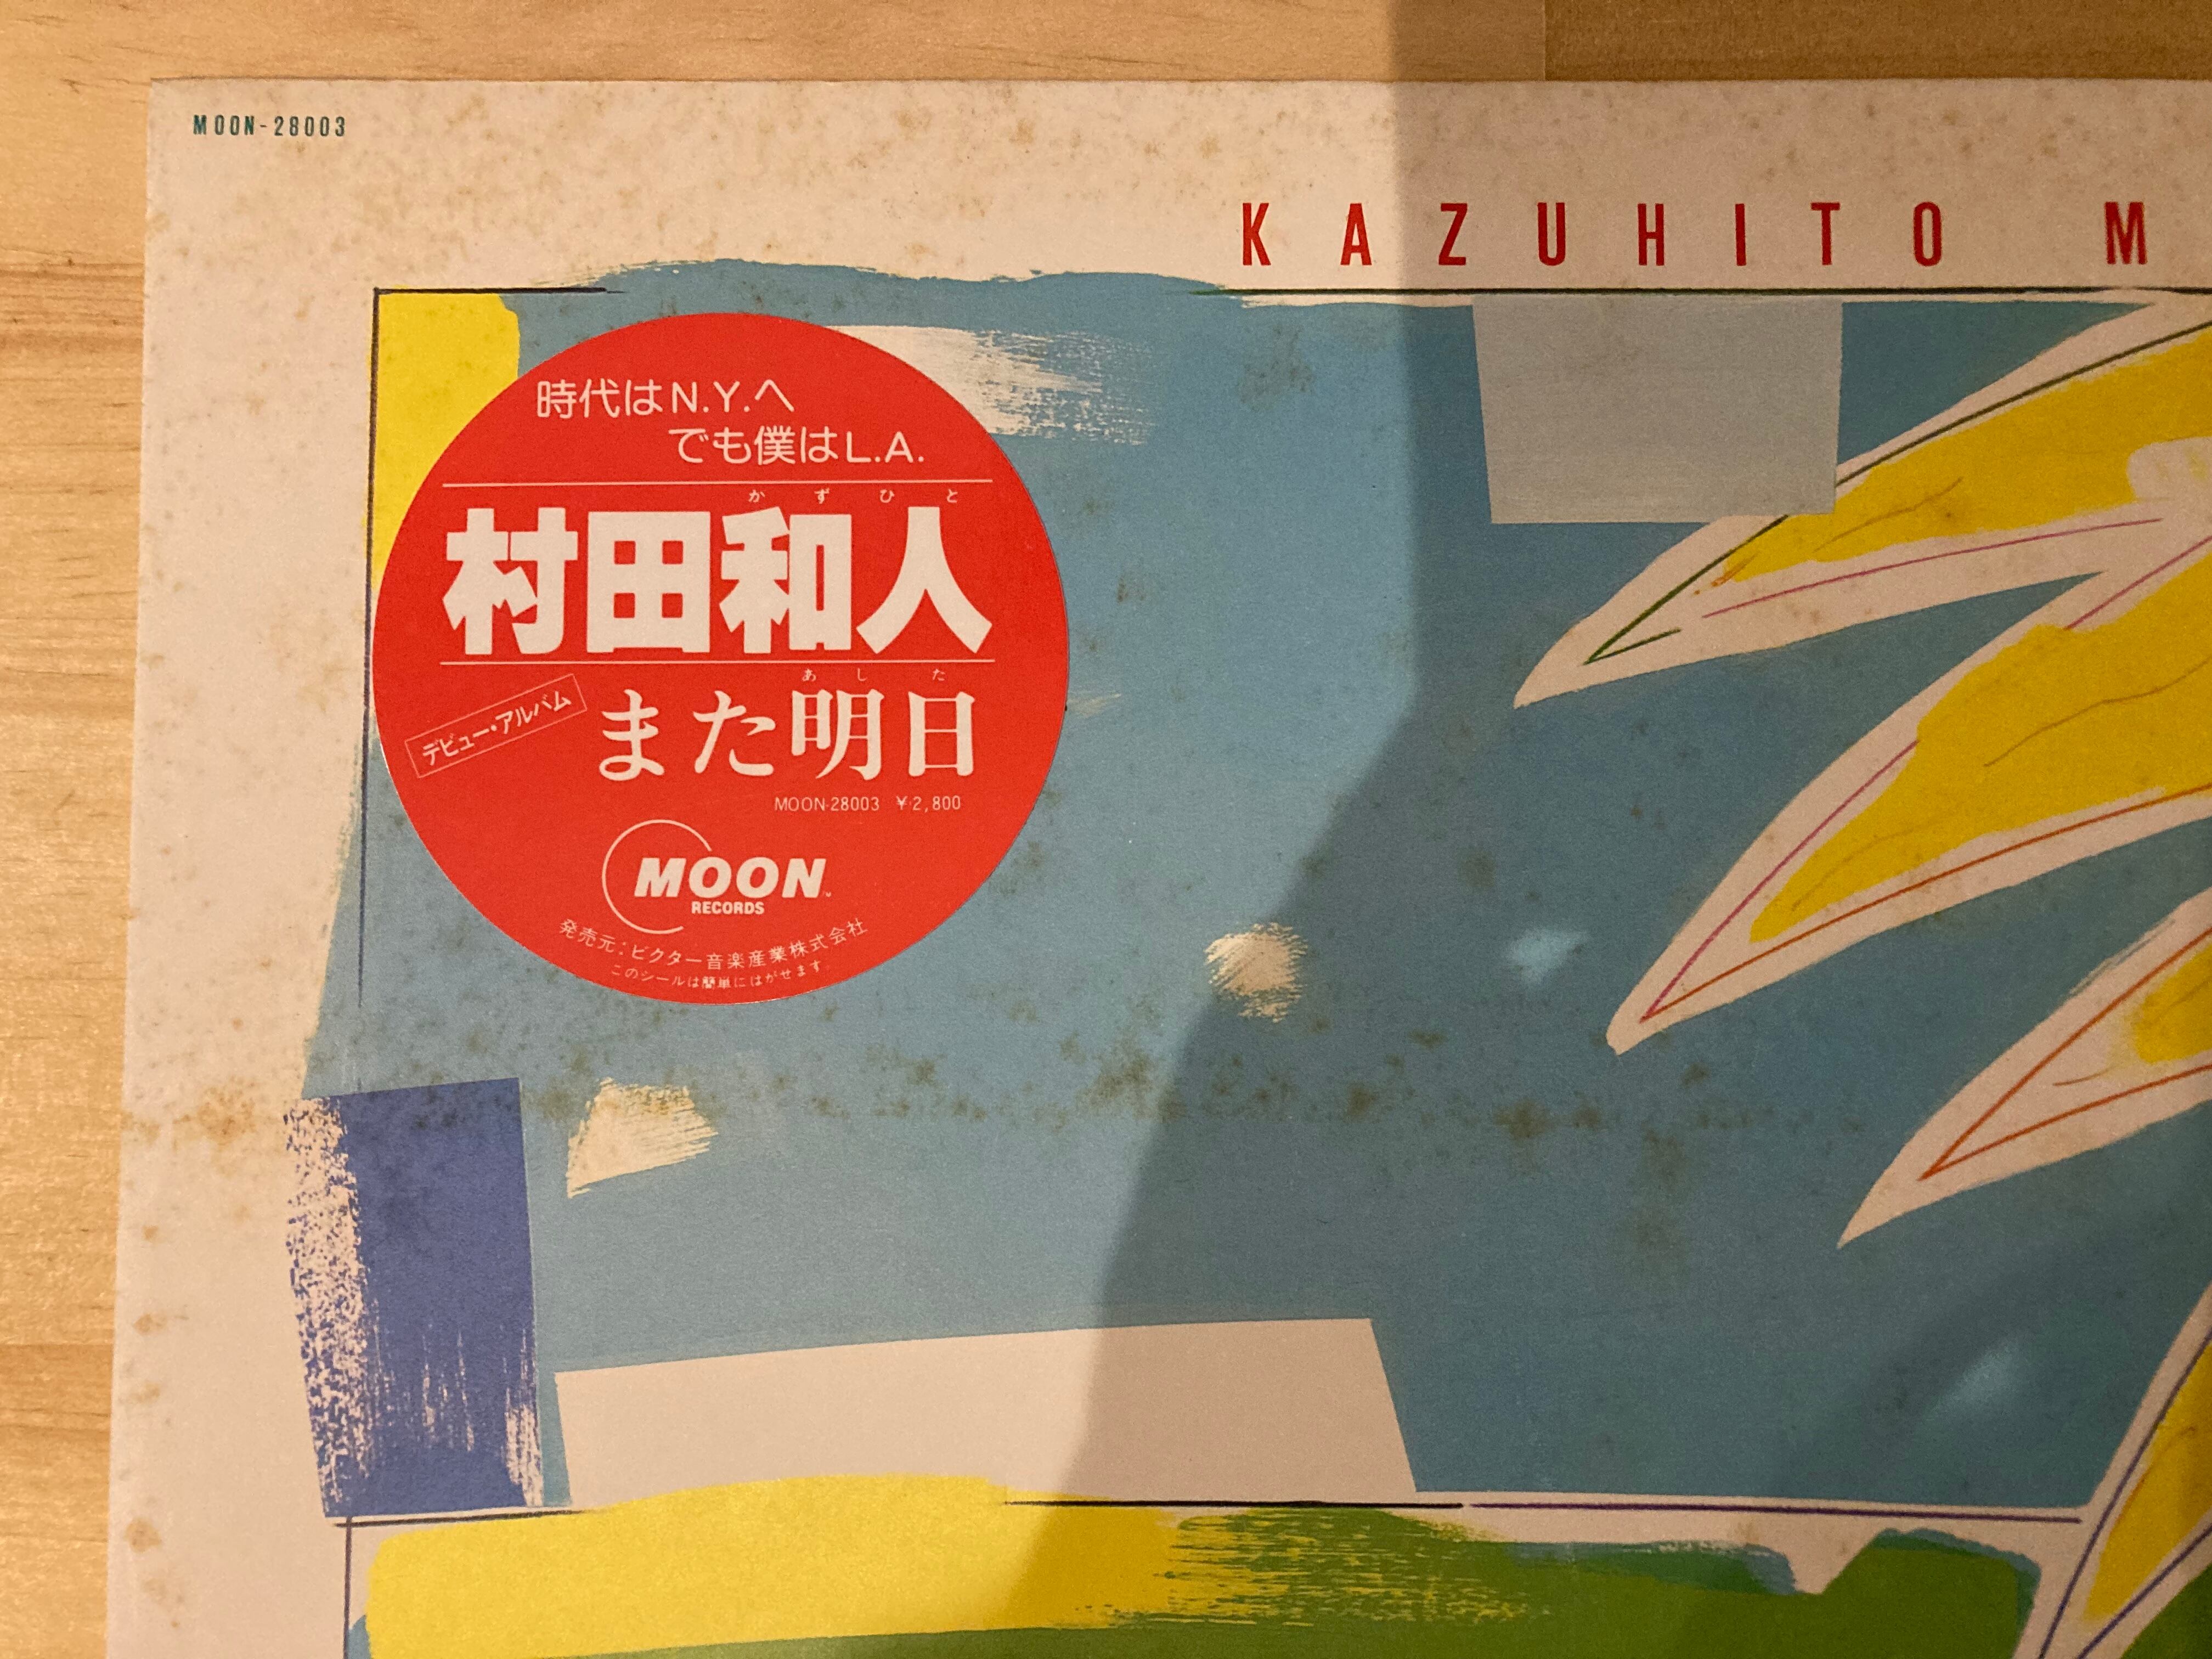 MOON-28003
KAZUHITO M
時代はN.Y.へ
でも僕はL.A.
かずひと
村田和人
あした
また明日
デビュー・アルバム
MOON-28003 ¥2,800
MOON
RECORDS
発売元:ビクター音楽産業株式会社
このシールは簡単にはがせます。